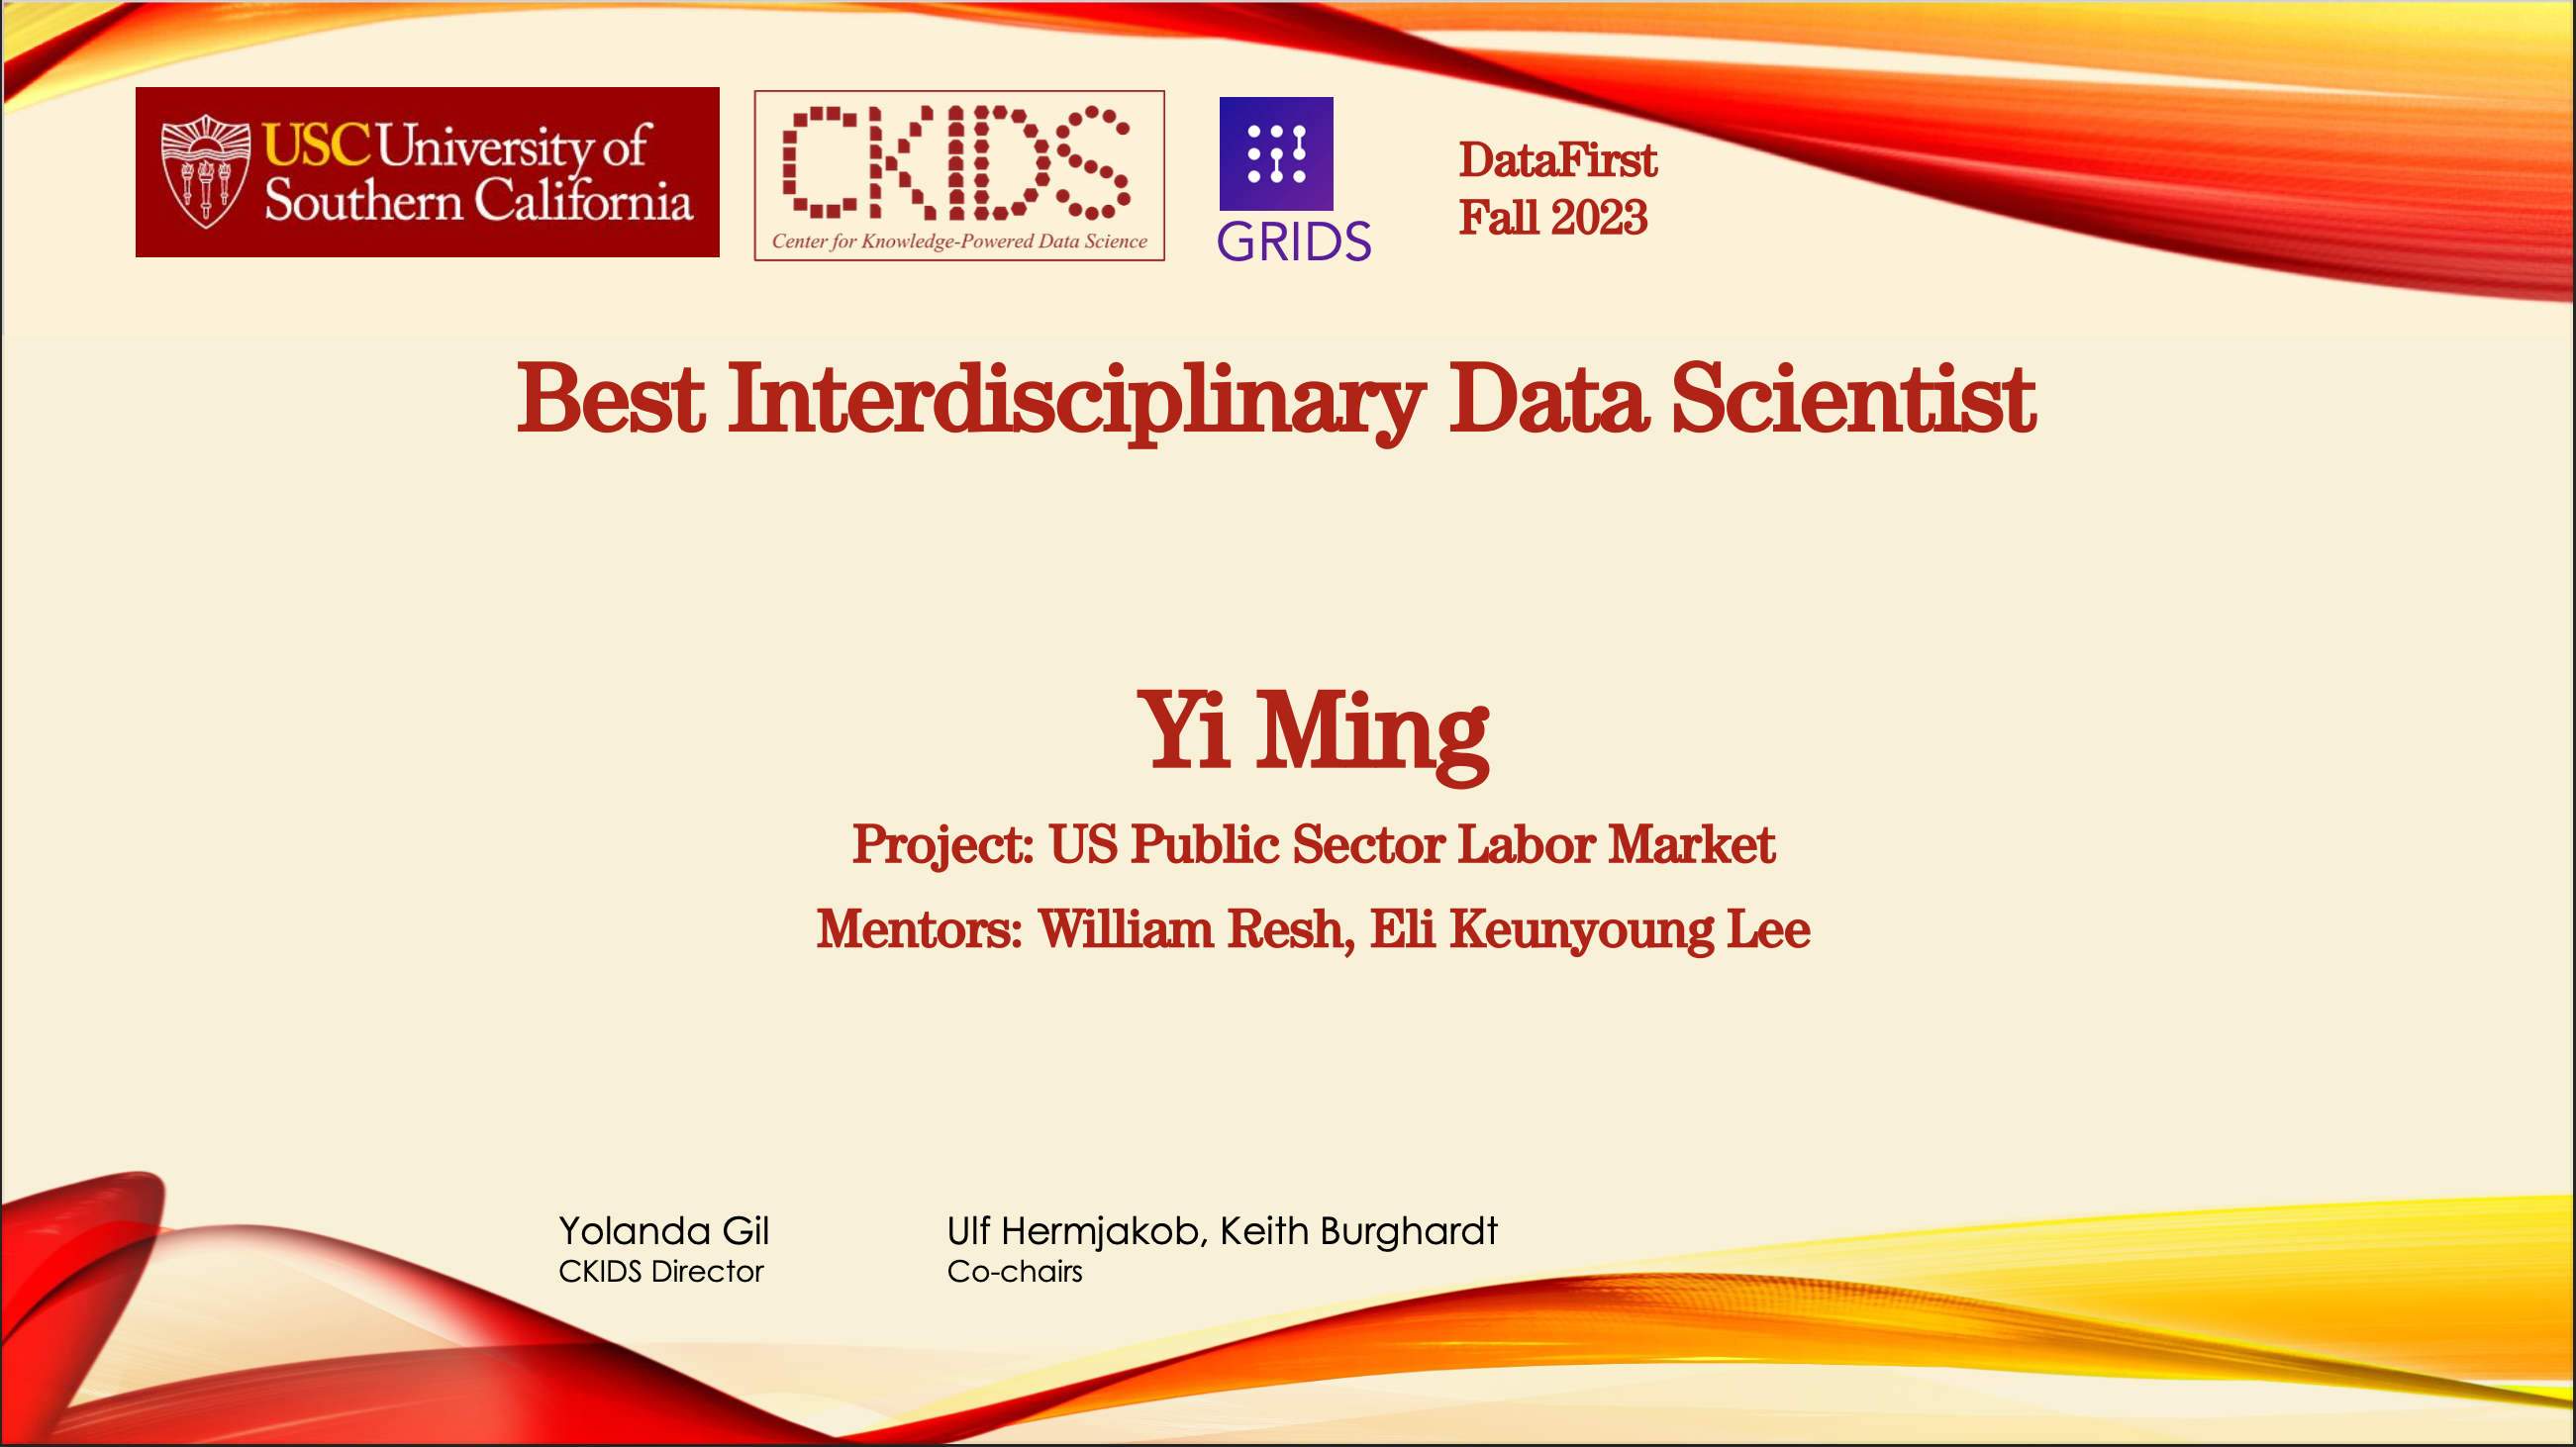 USC University of
Southern California
CKIDS
Center for Knowledge-Powered Data Science
GRIDS
DataFirst
Fall 2023
Best Interdisciplinary Data Scientist
Yi Ming
Project: US Public Sector Labor Market
Mentors: William Resh, Eli Keunyoung Lee
Yolanda Gil
CKIDS Director
Ulf Hermjakob, Keith Burghardt
Co-chairs